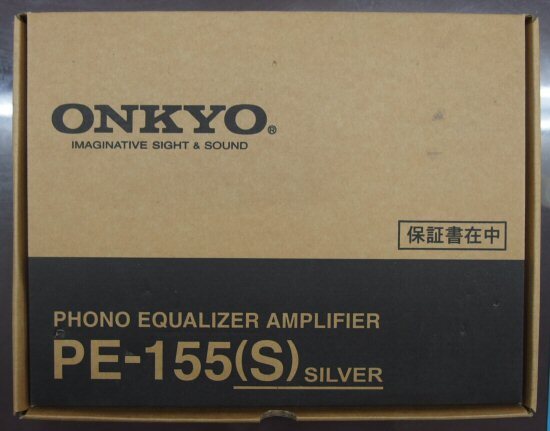 ONKYO®
IMAGINATIVE SIGHT & SOUND
保証書在中
PHONO EQUALIZER AMPLIFIER
PE-155(S) SILVER